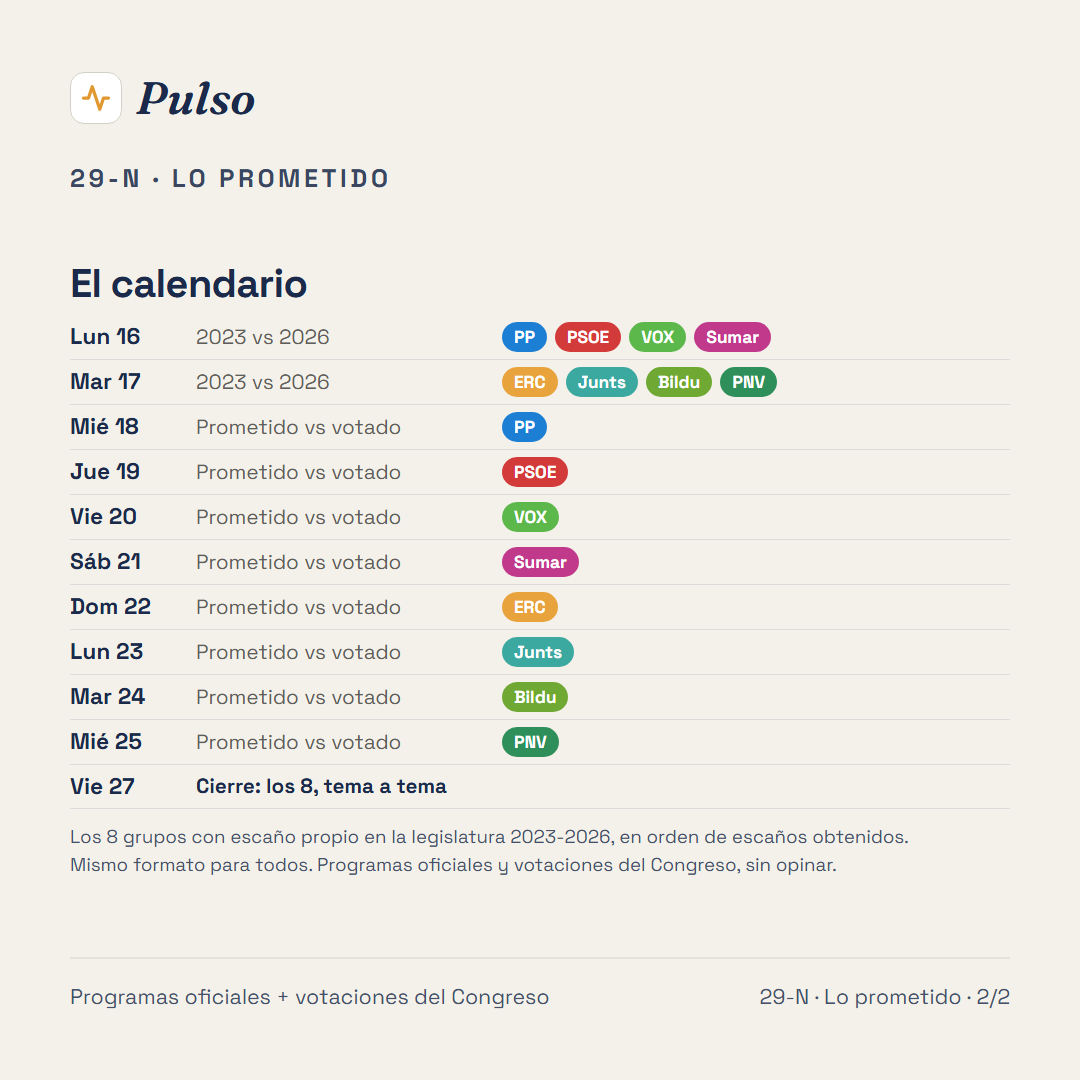 Pulso
29-N · LO PROMETIDO
El calendario
Lun 16 2023 vs 2026 PP PSOE VOX Sumar
Mar 17 2023 vs 2026 ERC Junts Bildu PNV
Mié 18 Prometido vs votado PP
Jue 19 Prometido vs votado PSOE
Vie 20 Prometido vs votado VOX
Sáb 21 Prometido vs votado Sumar
Dom 22 Prometido vs votado ERC
Lun 23 Prometido vs votado Junts
Mar 24 Prometido vs votado Bildu
Mié 25 Prometido vs votado PNV
Vie 27 Cierre: los 8, tema a tema
Los 8 grupos con escaño propio en la legislatura 2023-2026, en orden de escaños obtenidos.
Mismo formato para todos. Programas oficiales y votaciones del Congreso, sin opinar.
Programas oficiales + votaciones del Congreso 29-N · Lo prometido · 2/2